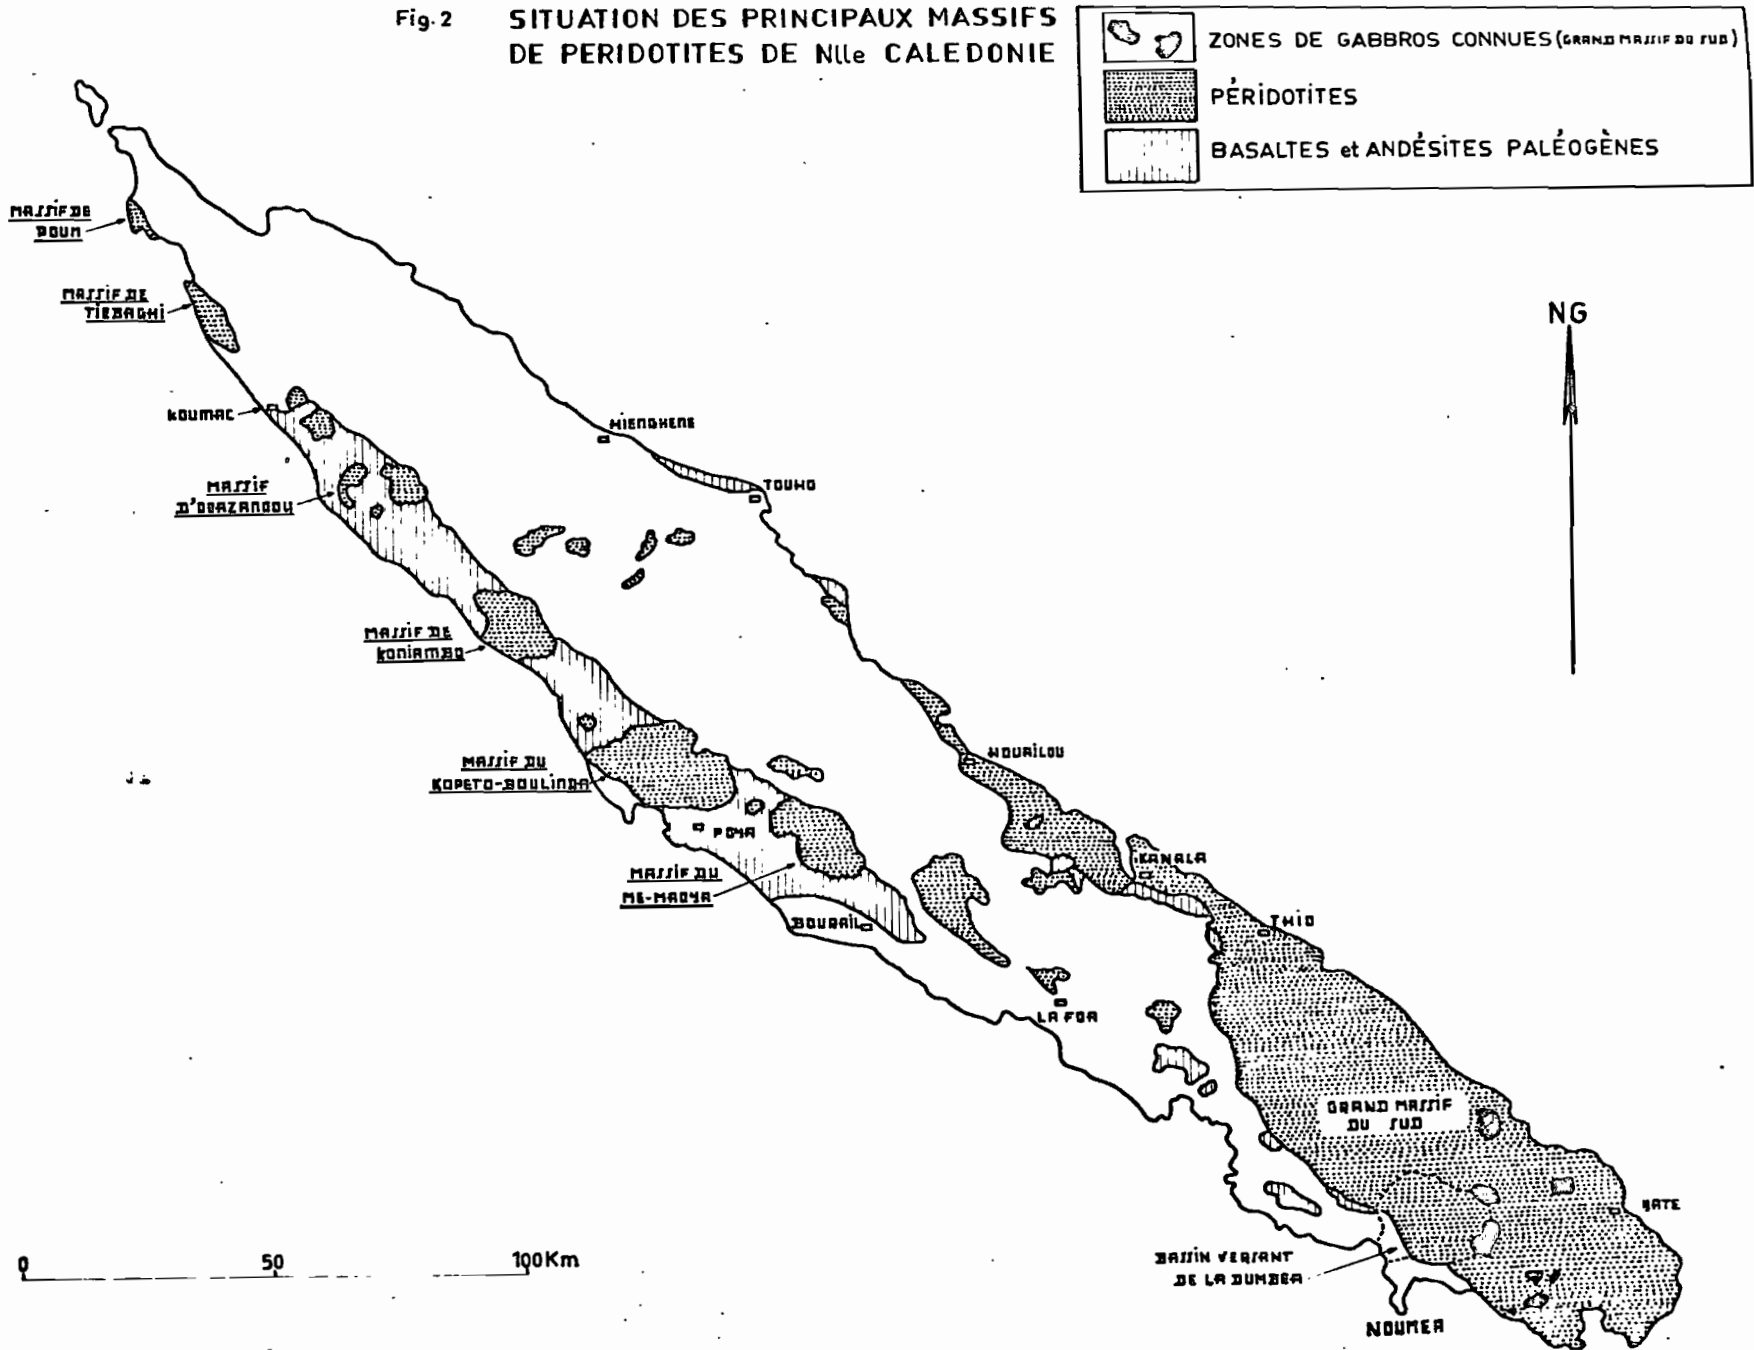 Fig. 2 SITUATION DES PRINCIPAUX MASSIFS
DE PERIDOTITES DE Nlle CALEDONIE
ZONES DE GABBROS CONNUES (GRAND MASSIF DU SUD)
PÉRIDOTITES
BASALTES et ANDÉSITES PALÉOGÈNES
MASSIF DE
POUM
MASSIF DE
TIEBAGHI
NG
KOUMAC
HIENGHENE
TOUHO
MASSIF
D'OUAZANGOU
MASSIF DE
KONIAMBO
HOUAILOU
MASSIF DU
KOPETO-BOULINDA
POYA
KANALA
MASSIF DU
ME-MAOYA
BOURAIL
THIO
LA FOA
GRAND MASSIF
DU SUD
YATE
BASSIN VERSANT
DE LA DUMBEA
0 50 100 Km
NOUMEA